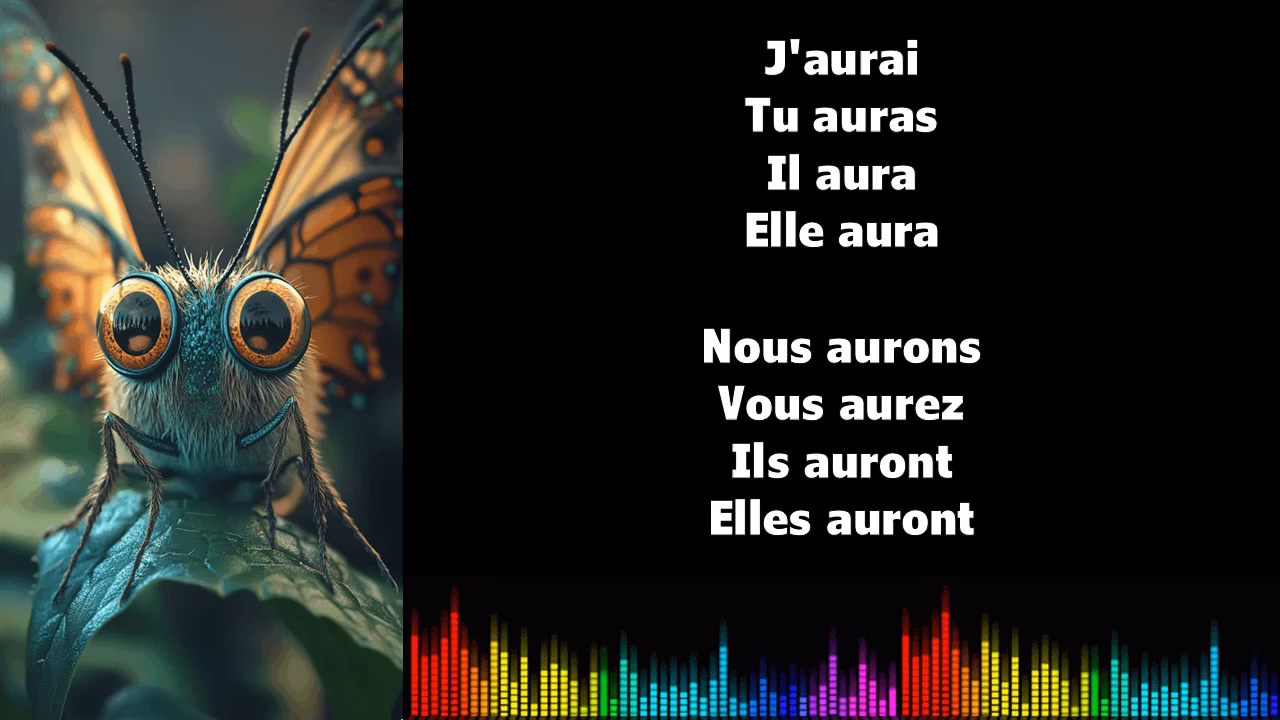 J'aurai
Tu auras
Il aura
Elle aura
Nous aurons
Vous aurez
Ils auront
Elles auront